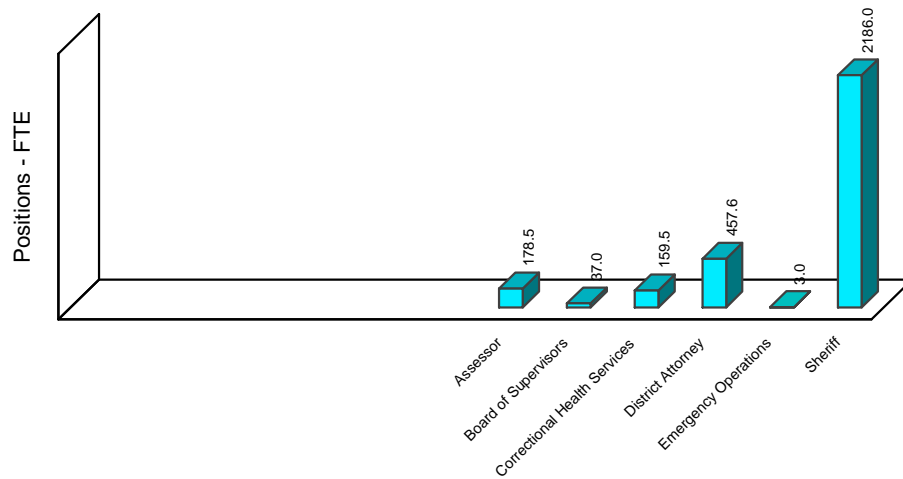 Positions - FTE
178.5
37.0
159.5
457.6
3.0
2186.0
Assessor
Board of Supervisors
Correctional Health Services
District Attorney
Emergency Operations
Sheriff